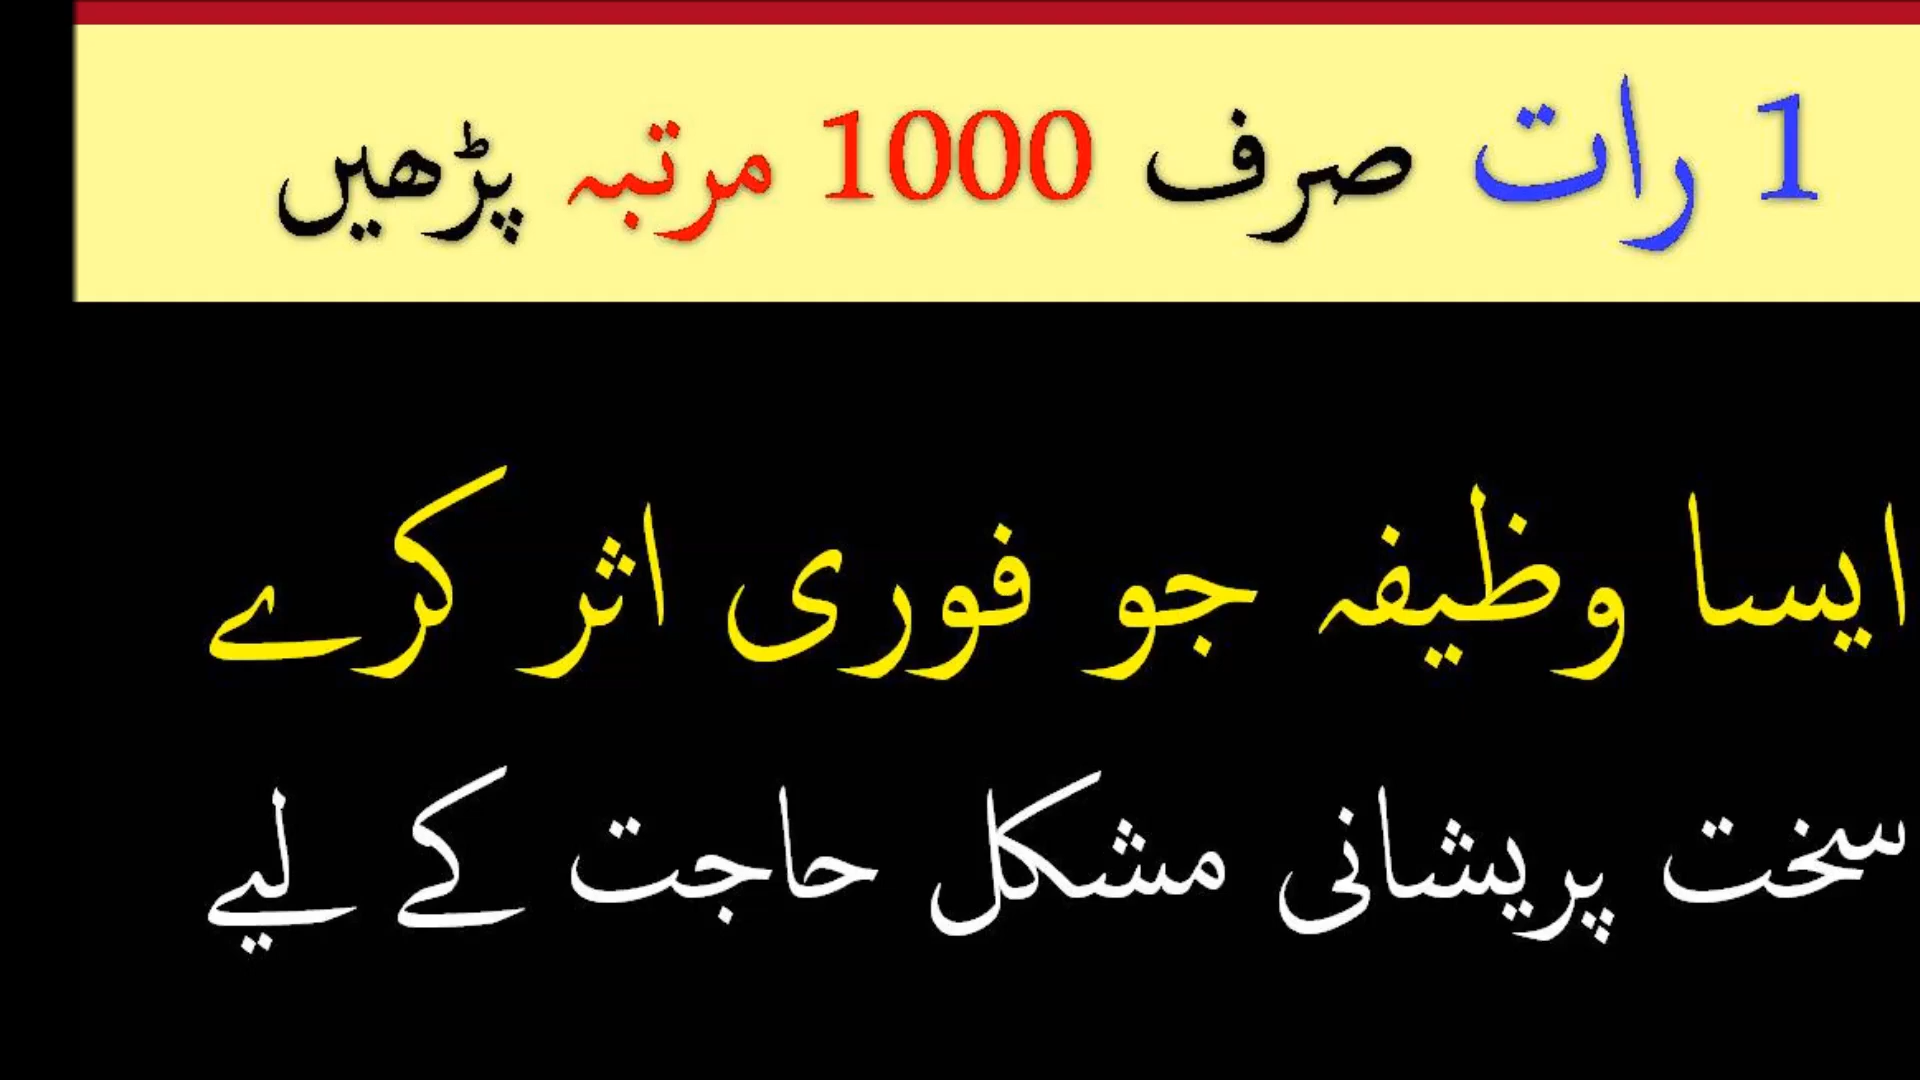 1 رات صرف 1000 مرتبہ پڑھیں
ایسا وظیفہ جو فوری اثر کرے
سخت پریشانی مشکل حاجت کے لیے